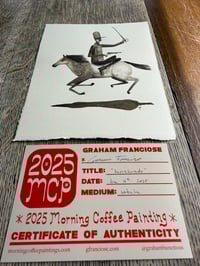 GRAHAM FRANCIOSE
2025
MCP
TITLE:
DATE:
MEDIUM:
2025 Morning Coffee Painting
CERTIFICATE OF AUTHENTICITY
morningcoffeepaintings.com gfranciose.com @grahamfranciose